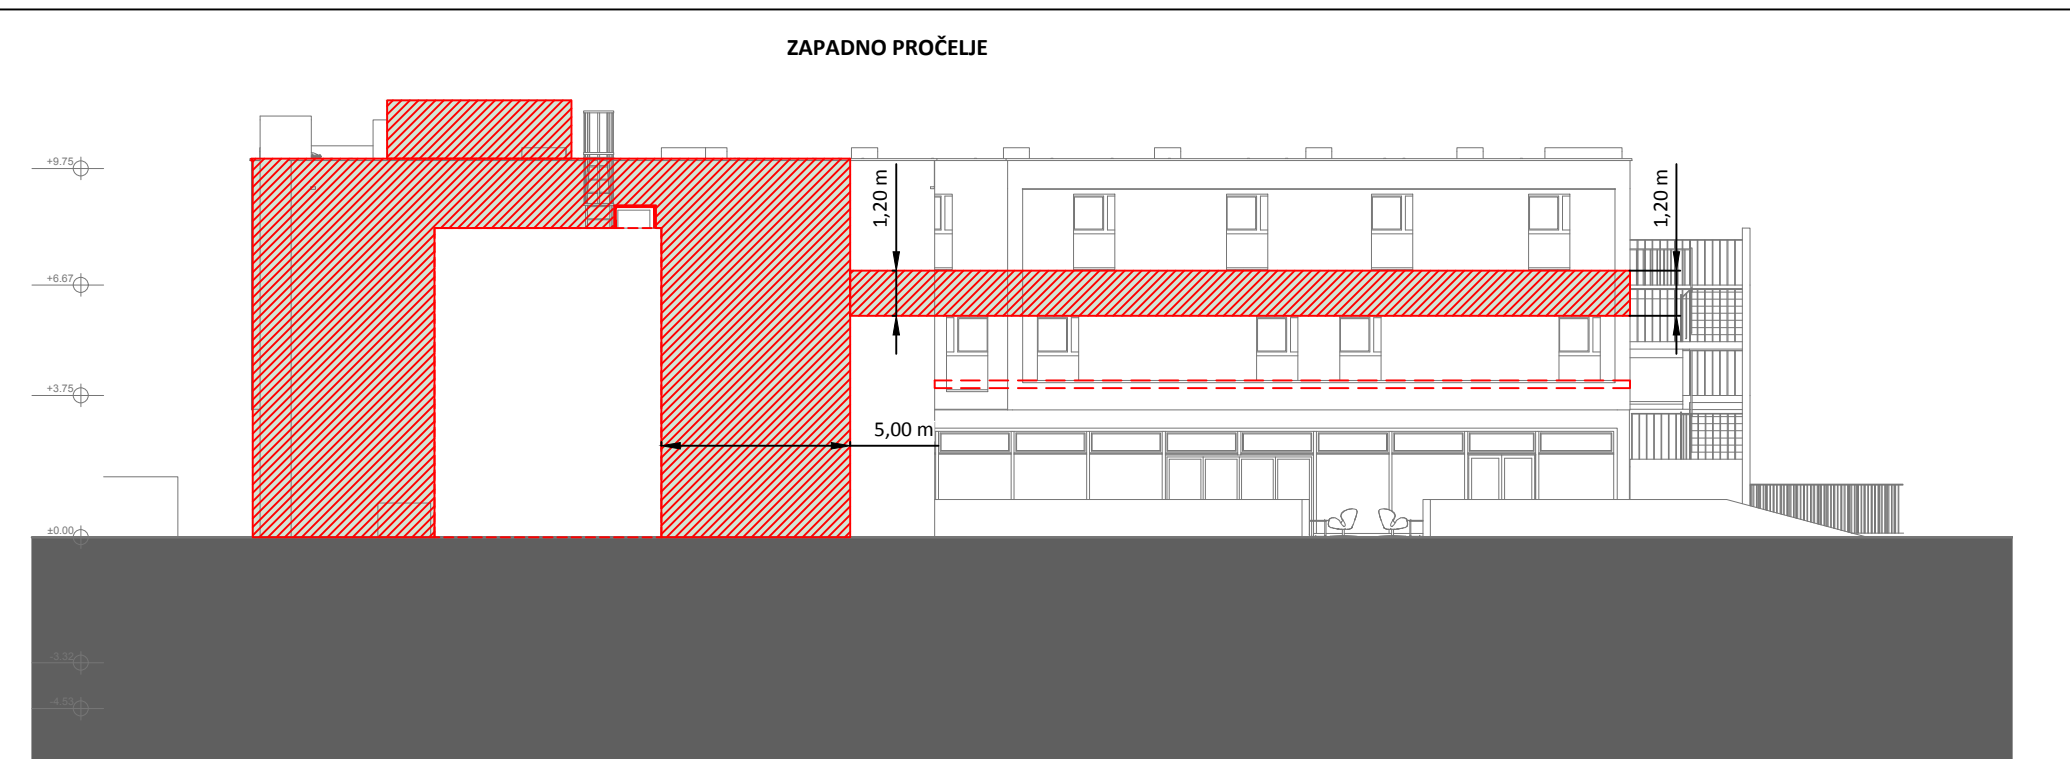 ZAPADNO PROČELJE
+9.75
1,20 m
1,20 m
+6.67
+3.75
5,00 m
±0.00
-3.32
-4.53